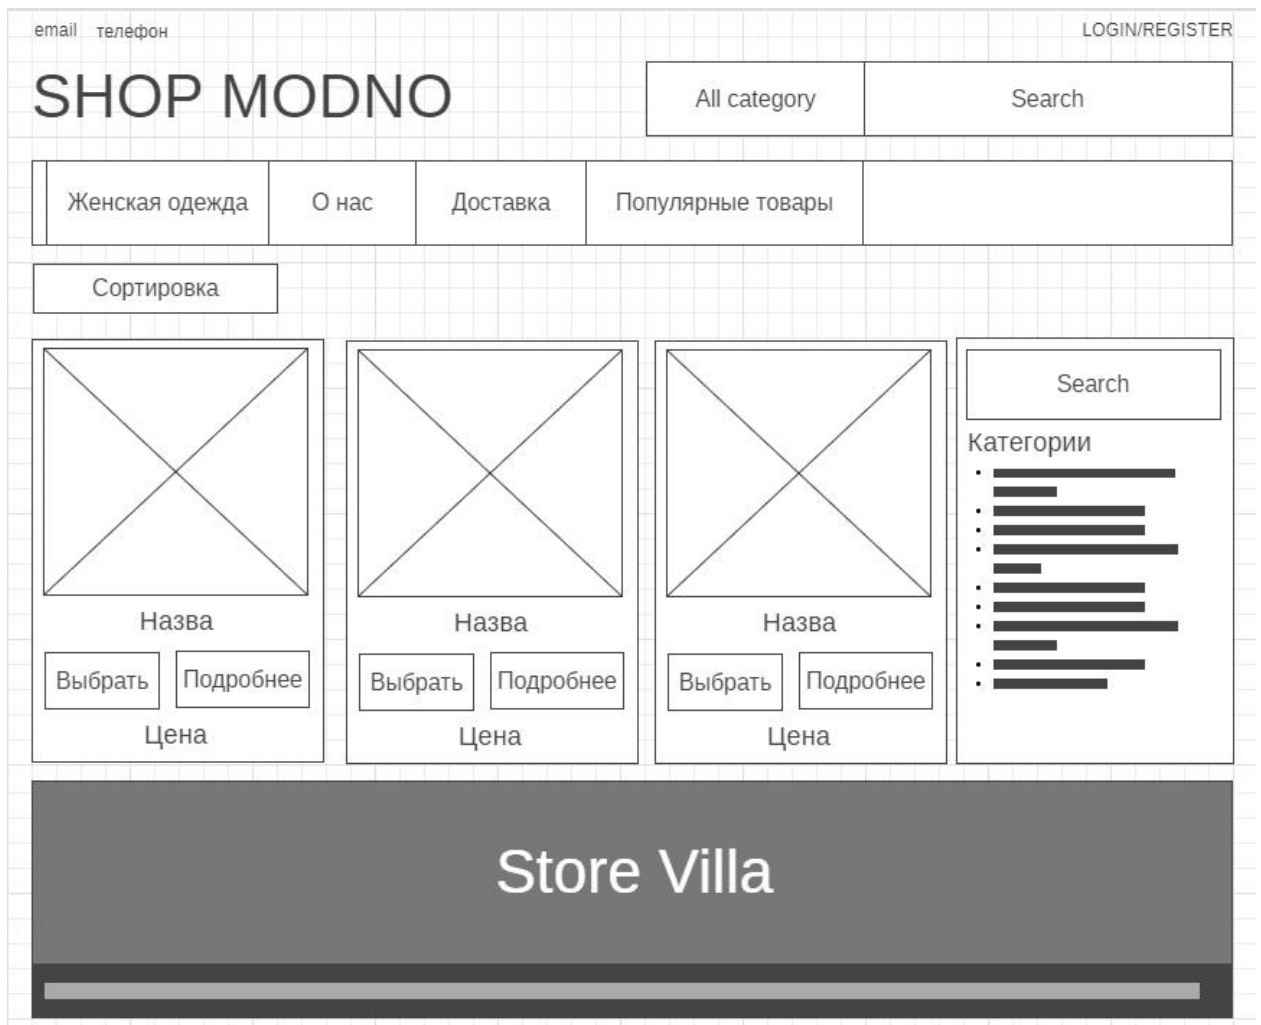 email телефон LOGIN/REGISTER
SHOP MODNO
All category Search
Женская одежда О нас Доставка Популярные товары
Сортировка
Search
Категории
Назва Назва Назва
Выбрать Подробнее Выбрать Подробнее Выбрать Подробнее
Цена Цена Цена
Store Villa